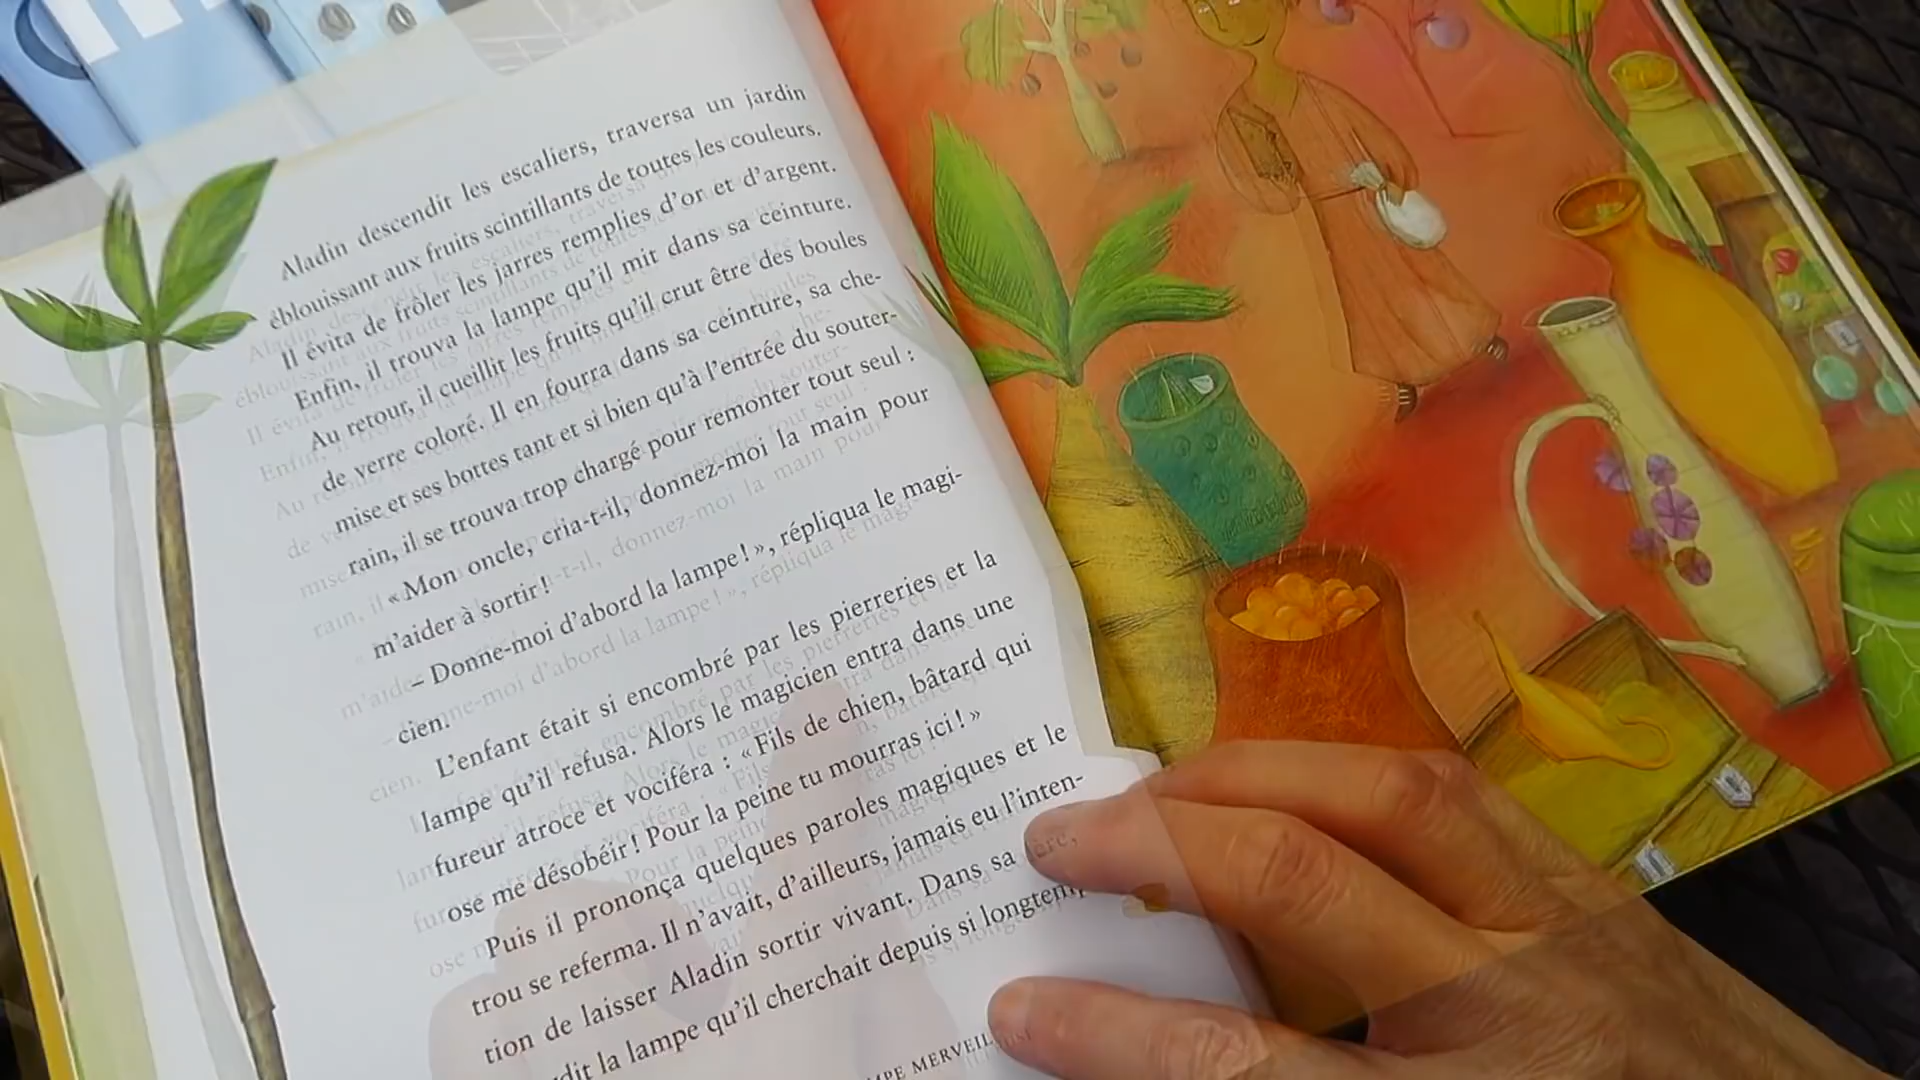 Aladin descendit les escaliers, traversa un jardin
éblouissant aux fruits scintillants de toutes les couleurs.
Il évita de frôler les jarres remplies d'or et d'argent.
Enfin, il trouva la lampe qu'il mit dans sa ceinture.
Au retour, il cueillit les fruits qu'il crut être des boules
de verre coloré. Il en fourra dans sa ceinture, sa che-
mise et ses bottes tant et si bien qu'à l'entrée du souter-
rain, il se trouva trop chargé pour remonter tout seul :
« Mon oncle, cria-t-il, donnez-moi la main pour
m'aider à sortir !
– Donne-moi d'abord la lampe ! », répliqua le magi-
cien.
L'enfant était si encombré par les pierreries et la
lampe qu'il refusa. Alors le magicien entra dans une
fureur atroce et vociféra : « Fils de chien, bâtard qui
ose me désobéir ! Pour la peine tu mourras ici ! »
Puis il prononça quelques paroles magiques et le
trou se referma. Il n'avait, d'ailleurs, jamais eu l'inten-
tion de laisser Aladin sortir vivant. Dans sa
la lampe qu'il cherchait depuis si